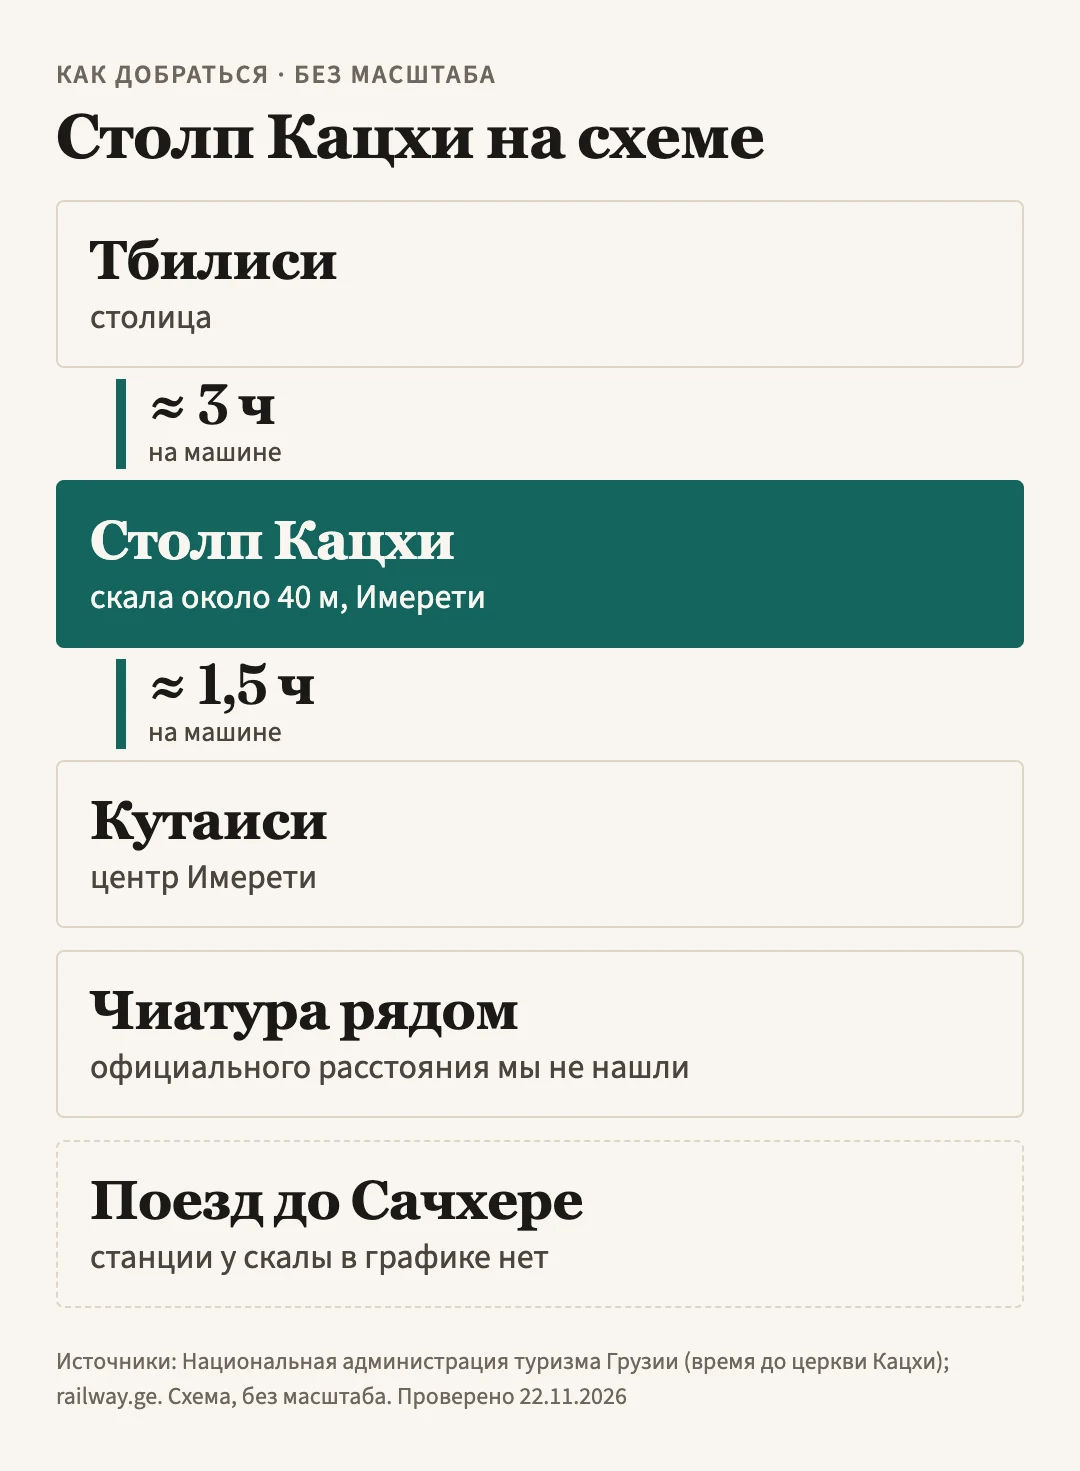 КАК ДОБРАТЬСЯ · БЕЗ МАСШТАБА
Столп Кацхи на схеме
Тбилиси
столица
≈ 3 ч
на машине
Столп Кацхи
скала около 40 м, Имерети
≈ 1,5 ч
на машине
Кутаиси
центр Имерети
Чиатура рядом
официального расстояния мы не нашли
Поезд до Сачхере
станции у скалы в графике нет
Источники: Национальная администрация туризма Грузии (время до церкви Кацхи);
railway.ge. Схема, без масштаба. Проверено 22.11.2026